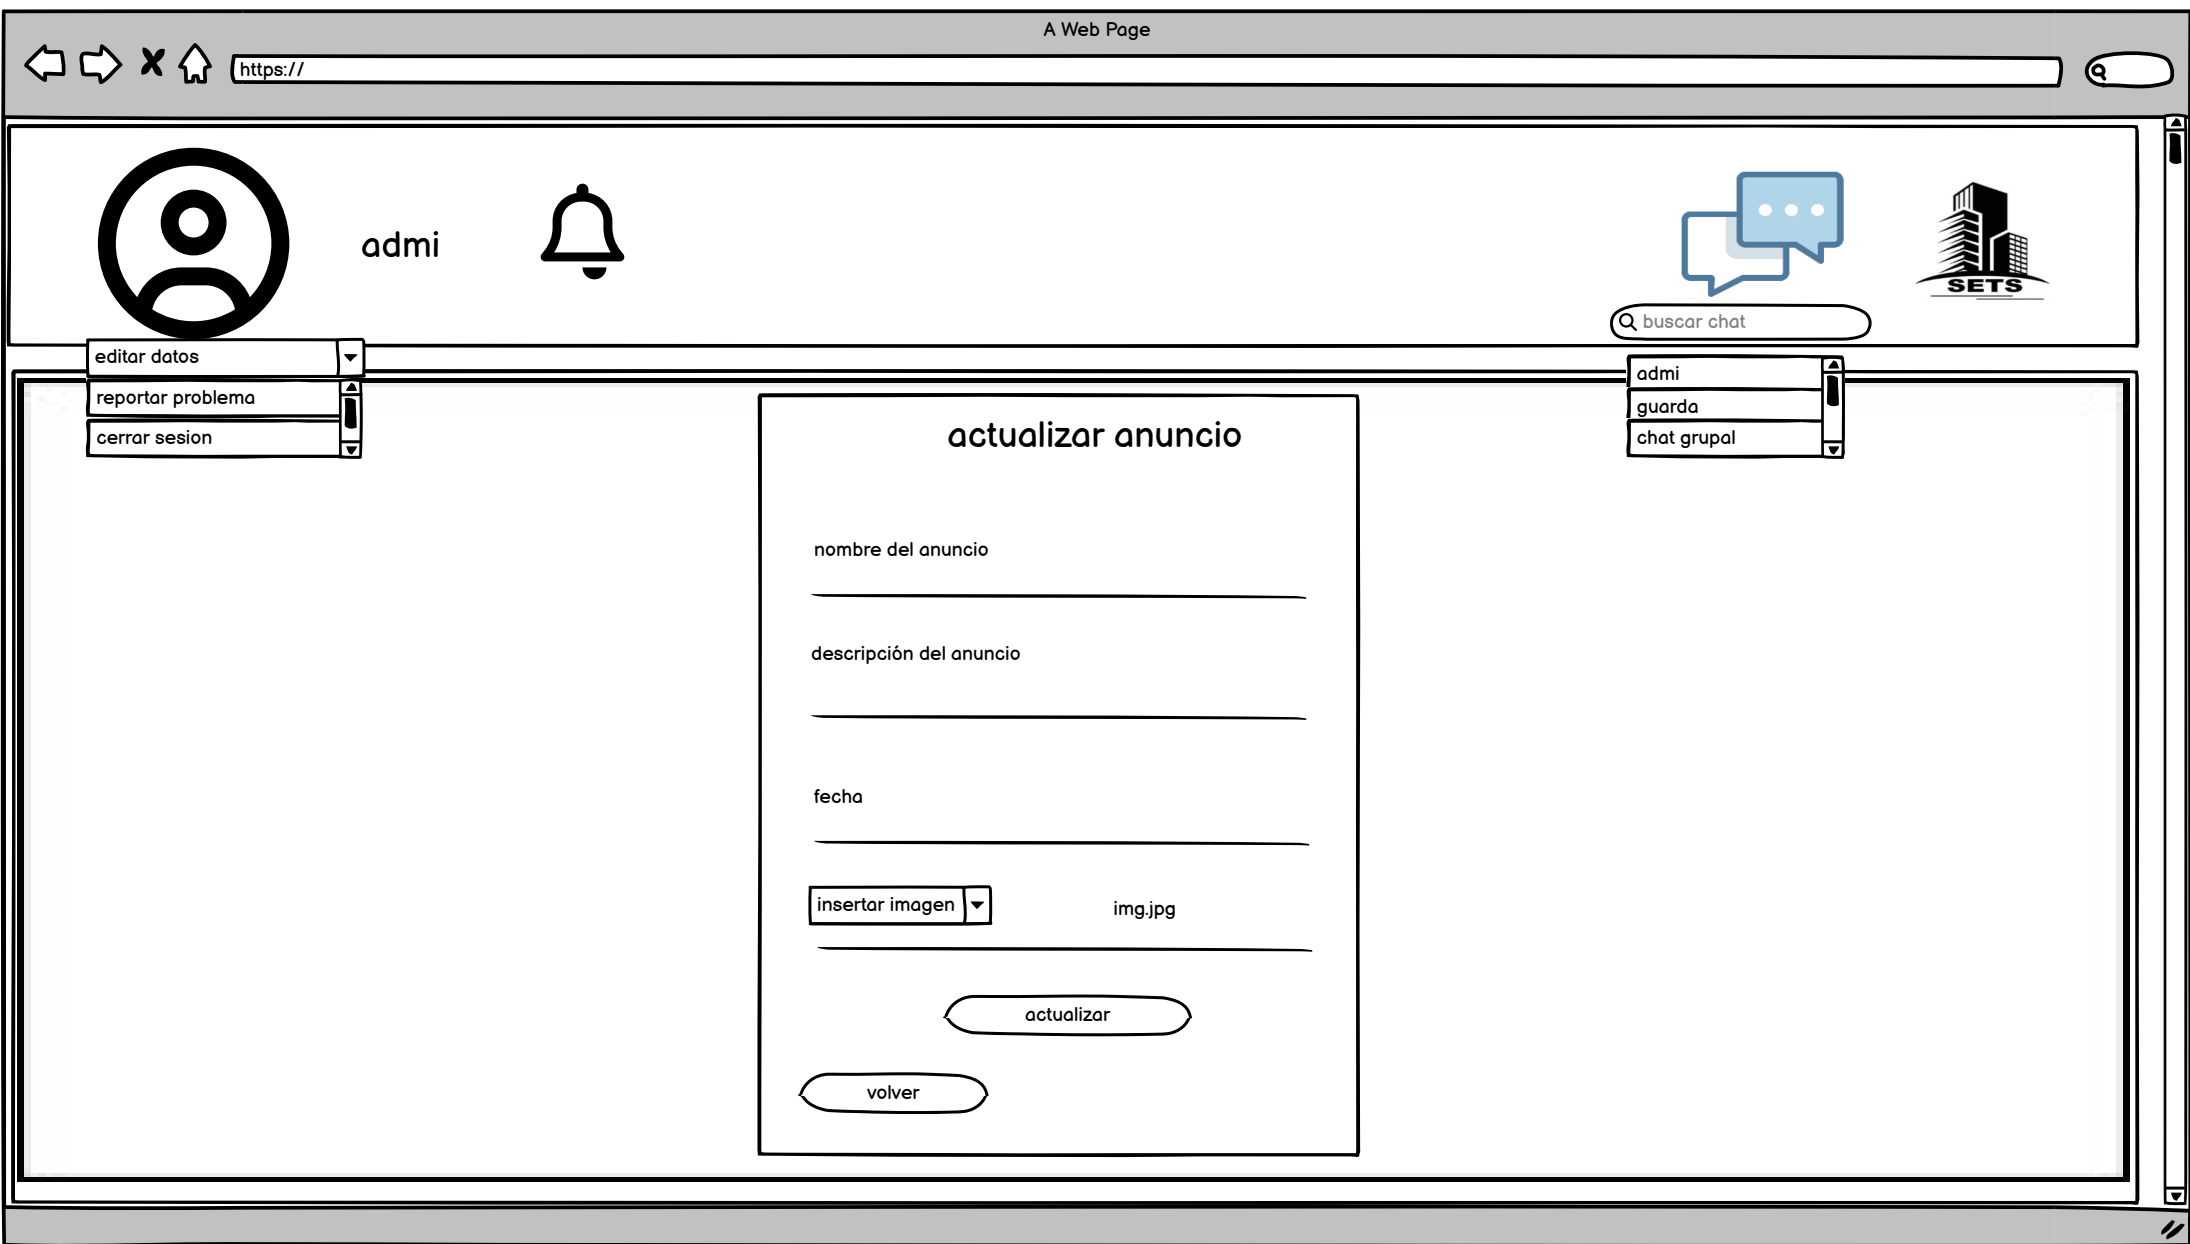 A Web Page
https://
admi
SETS
buscar chat
editar datos
reportar problema
cerrar sesion
admi
guarda
chat grupal
actualizar anuncio
nombre del anuncio
descripción del anuncio
fecha
insertar imagen
img.jpg
actualizar
volver